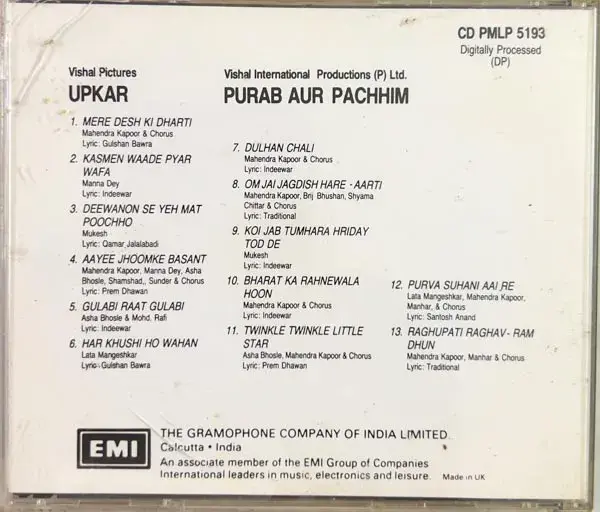 CD PMLP 5193
Digitally Processed
(DP)
Vishal Pictures
UPKAR
1. MERE DESH KI DHARTI
Mahendra Kapoor & Chorus
Lyric: Gulshan Bawra
2. KASMEN WAADE PYAR
WAFA
Manna Dey
Lyric: Indeewar
3. DEEWANON SE YEH MAT
POOCHHO
Mukesh
Lyric: Qamar Jalalabadi
4. AAYEE JHOOMKE BASANT
Mahendra Kapoor, Manna Dey, Asha
Bhosle, Shamshad,, Sunder & Chorus
Lyric: Prem Dhawan
5. GULABI RAAT GULABI
Asha Bhosle & Mohd. Rafi
Lyric: Indeewar
6. HAR KHUSHI HO WAHAN
Lata Mangeshkar
Lyric: Gulshan Bawra
Vishal International Productions (P) Ltd.
PURAB AUR PACHHIM
7. DULHAN CHALI
Mahendra Kapoor & Chorus
Lyric: Indeewar
8. OM JAI JAGDISH HARE - AARTI
Mahendra Kapoor, Brij Bhushan, Shyama
Chittar & Chorus
Lyric: Traditional
9. KOI JAB TUMHARA HRIDAY
TOD DE
Mukesh
Lyric: Indeewar
10. BHARAT KA RAHNEWALA
HOON
Mahendra Kapoor & Chorus
Lyric: Indeewar
11. TWINKLE TWINKLE LITTLE
STAR
Asha Bhosle, Mahendra Kapoor & Chorus
Lyric: Prem Dhawan
12. PURVA SUHANI AAI RE
Lata Mangeshkar, Mahendra Kapoor,
Manhar, & Chorus
Lyric: Santosh Anand
13. RAGHUPATI RAGHAV - RAM
DHUN
Mahendra Kapoor, Manhar & Chorus
Lyric: Traditional
EMI
THE GRAMOPHONE COMPANY OF INDIA LIMITED
Calcutta • India
An associate member of the EMI Group of Companies
International leaders in music, electronics and leisure.
Made in UK